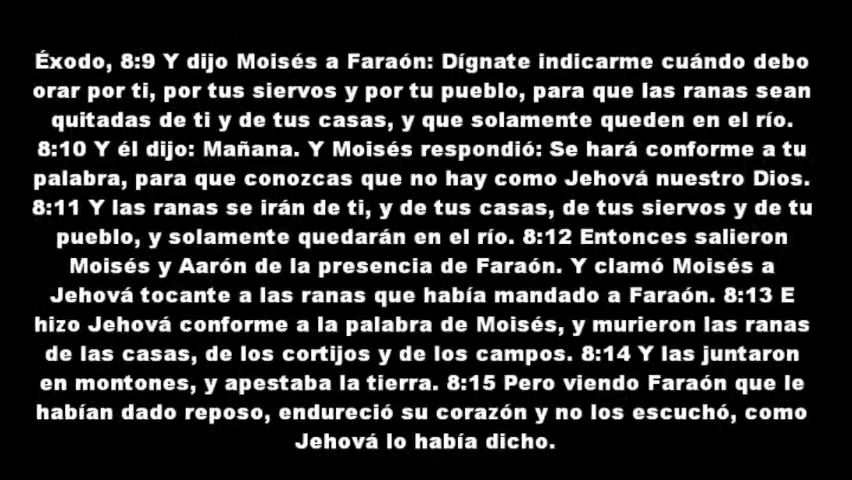 Éxodo, 8:9 Y dijo Moisés a Faraón: Dígnate indicarme cuándo debo
orar por ti, por tus siervos y por tu pueblo, para que las ranas sean
quitadas de ti y de tus casas, y que solamente queden en el río.
8:10 Y él dijo: Mañana. Y Moisés respondió: Se hará conforme a tu
palabra, para que conozcas que no hay como Jehová nuestro Dios.
8:11 Y las ranas se irán de ti, y de tus casas, de tus siervos y de tu
pueblo, y solamente quedarán en el río. 8:12 Entonces salieron
Moisés y Aarón de la presencia de Faraón. Y clamó Moisés a
Jehová tocante a las ranas que había mandado a Faraón. 8:13 E
hizo Jehová conforme a la palabra de Moisés, y murieron las ranas
de las casas, de los cortijos y de los campos. 8:14 Y las juntaron
en montones, y apestaba la tierra. 8:15 Pero viendo Faraón que le
habían dado reposo, endureció su corazón y no los escuchó, como
Jehová lo había dicho.